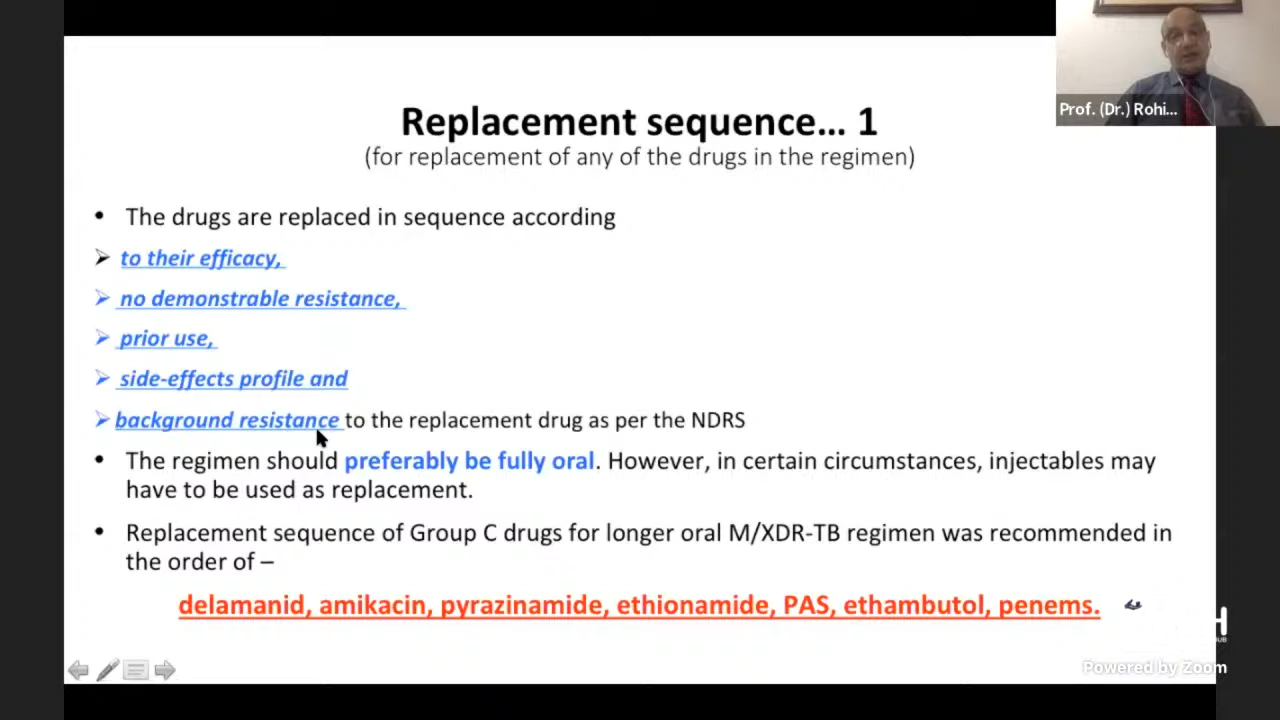 Prof. (Dr.) Rohi...
Replacement sequence... 1
(for replacement of any of the drugs in the regimen)
• The drugs are replaced in sequence according
➢ to their efficacy,
➢ no demonstrable resistance,
➢ prior use,
➢ side-effects profile and
➢ background resistance to the replacement drug as per the NDRS
• The regimen should preferably be fully oral. However, in certain circumstances, injectables may
have to be used as replacement.
• Replacement sequence of Group C drugs for longer oral M/XDR-TB regimen was recommended in
the order of –
delamanid, amikacin, pyrazinamide, ethionamide, PAS, ethambutol, penems.
Powered by Zoom